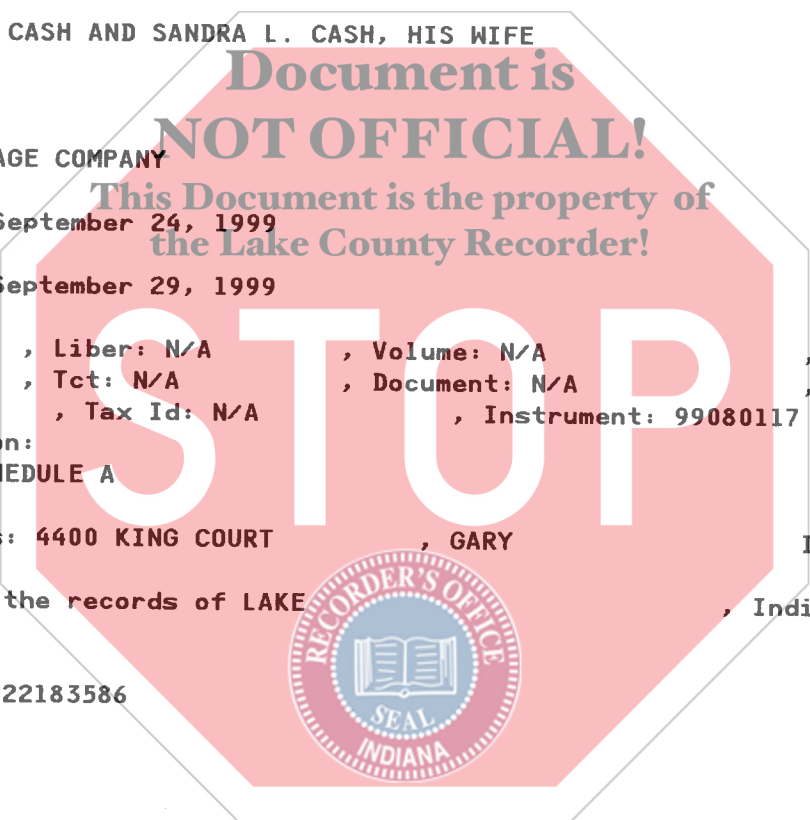 CASH AND SANDRA L. CASH, HIS WIFE
Document is
NOT OFFICIAL!
AGE COMPANY
This Document is the property of
September 24, 1999
the Lake County Recorder!
September 29, 1999
STOP
, Liber: N/A , Volume: N/A ,
, Tct: N/A , Document: N/A ,
, Tax Id: N/A , Instrument: 99080117
on:
HEDULE A
s: 4400 KING COURT , GARY I
the records of LAKE , Indi
RECORDER'S OFFICE
SEAL
INDIANA
22183586